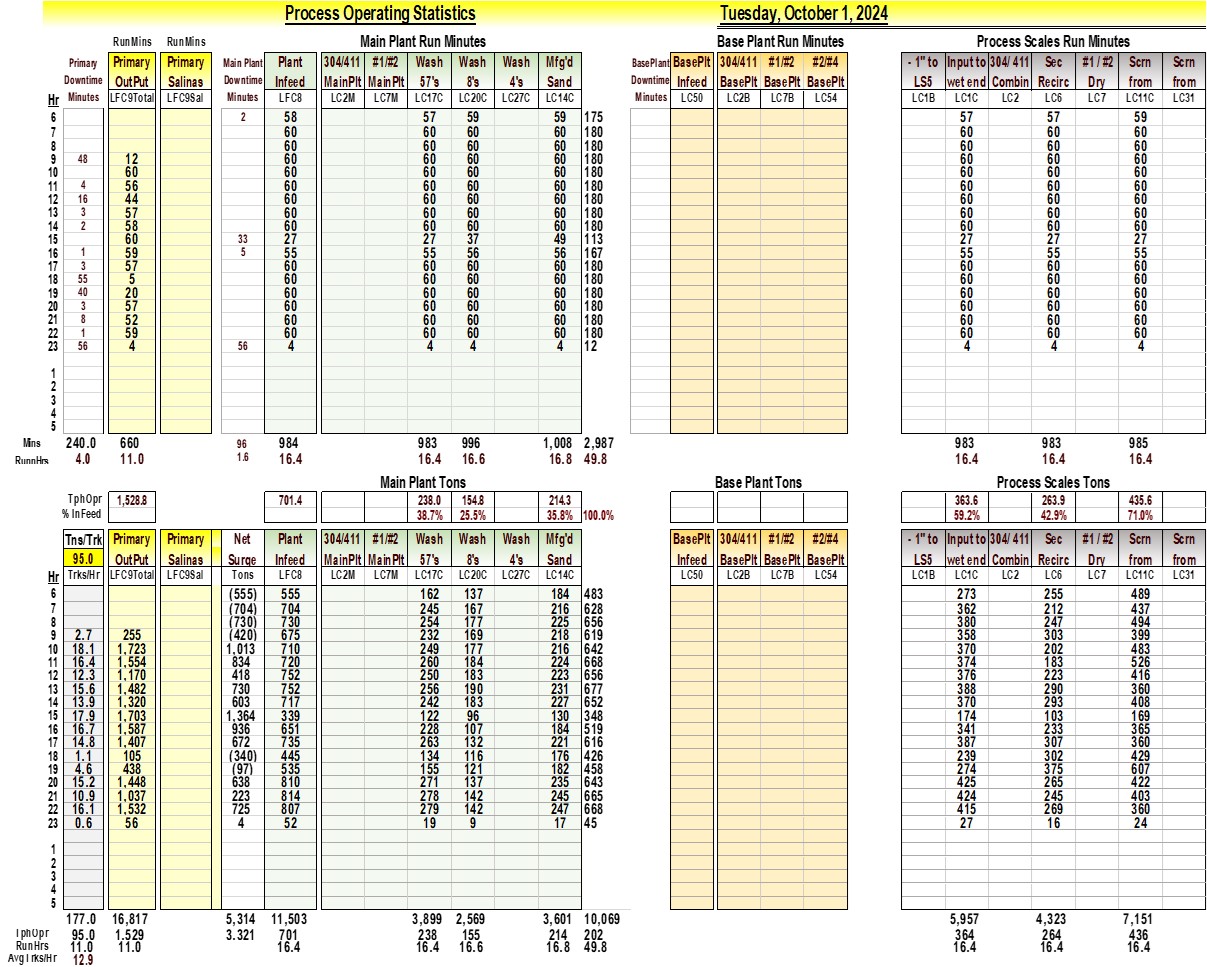 Process Operating Statistics Tuesday, October 1, 2024
RunMins RunMins Main Plant Run Minutes Base Plant Run Minutes Process Scales Run Minutes
Primary Primary Primary Main Plant Plant 304/411 #1/#2 Wash Wash Wash Mfg'd BasePlant BasePlt 304/411 #1/#2 #2/#4 - 1" to Input to 304/ 411 Sec #1 / #2 Scrn Scrn
Downtime OutPut Salinas Downtime Infeed MainPlt MainPlt 57's 8's 4's Sand Downtime Infeed BasePlt BasePlt BasePlt LS5 wet end Combin Recirc Dry from from
Hr Minutes LFC9Total LFC9Sal Minutes LFC8 LC2M LC7M LC17C LC20C LC27C LC14C Minutes LC50 LC2B LC7B LC54 LC1B LC1C LC2 LC6 LC7 LC11C LC31
6 2 58 57 59 59 175 57 57 59
7 60 60 60 60 180 60 60 60
8 60 60 60 60 180 60 60 60
9 48 12 60 60 60 60 180 60 60 60
10 60 60 60 60 60 180 60 60 60
11 4 56 60 60 60 60 180 60 60 60
12 16 44 60 60 60 60 180 60 60 60
13 3 57 60 60 60 60 180 60 60 60
14 2 58 60 60 60 60 180 60 60 60
15 60 33 27 27 37 49 113 27 27 27
16 1 59 5 55 55 56 56 167 55 55 55
17 3 57 60 60 60 60 180 60 60 60
18 55 5 60 60 60 60 180 60 60 60
19 40 20 60 60 60 60 180 60 60 60
20 3 57 60 60 60 60 180 60 60 60
21 8 52 60 60 60 60 180 60 60 60
22 1 59 60 60 60 60 180 60 60 60
23 56 4 56 4 4 4 4 12 4 4 4
1
2
3
4
5
Mins 240.0 660 96 984 983 996 1,008 2,987 983 983 985
RunnHrs 4.0 11.0 1.6 16.4 16.4 16.6 16.8 49.8 16.4 16.4 16.4
Main Plant Tons Base Plant Tons Process Scales Tons
TphOpr 1,528.8 701.4 238.0 154.8 214.3 363.6 263.9 435.6
% InFeed 38.7% 25.5% 35.8% 100.0% 59.2% 42.9% 71.0%
Tns/Trk Primary Primary Net Plant 304/411 #1/#2 Wash Wash Wash Mfg'd BasePlt 304/411 #1/#2 #2/#4 - 1" to Input to 304/ 411 Sec #1 / #2 Scrn Scrn
95.0 OutPut Salinas Surge Infeed MainPlt MainPlt 57's 8's 4's Sand Infeed BasePlt BasePlt BasePlt LS5 wet end Combin Recirc Dry from from
Hr Trks/Hr LFC9Total LFC9Sal Tons LFC8 LC2M LC7M LC17C LC20C LC27C LC14C LC50 LC2B LC7B LC54 LC1B LC1C LC2 LC6 LC7 LC11C LC31
6 (555) 555 162 137 184 483 273 255 489
7 (704) 704 245 167 216 628 362 212 437
8 (730) 730 254 177 225 656 380 247 494
9 2.7 255 (420) 675 232 169 218 619 358 303 399
10 18.1 1,723 1,013 710 249 177 216 642 370 202 483
11 16.4 1,554 834 720 260 184 224 668 374 183 526
12 12.3 1,170 418 752 250 183 223 656 376 223 416
13 15.6 1,482 730 752 256 190 231 677 388 290 360
14 13.9 1,320 603 717 242 183 227 652 370 293 408
15 17.9 1,703 1,364 339 122 96 130 348 174 103 169
16 16.7 1,587 936 651 228 107 184 519 341 233 365
17 14.8 1,407 672 735 263 132 221 616 387 307 360
18 1.1 105 (340) 445 134 116 176 426 239 302 429
19 4.6 438 (97) 535 155 121 182 458 274 375 607
20 15.2 1,448 638 810 271 137 235 643 425 265 422
21 10.9 1,037 223 814 278 142 245 665 424 245 403
22 16.1 1,532 725 807 279 142 247 668 415 269 360
23 0.6 56 4 52 19 9 17 45 27 16 24
1
2
3
4
5
177.0 16,817 5,314 11,503 3,899 2,569 3,601 10,069 5,957 4,323 7,151
TphOpr 95.0 1.529 3.321 701 238 155 214 202 364 264 436
RunHrs 11.0 11.0 16.4 16.4 16.6 16.8 49.8 16.4 16.4 16.4
AvgTrks/Hr 12.9